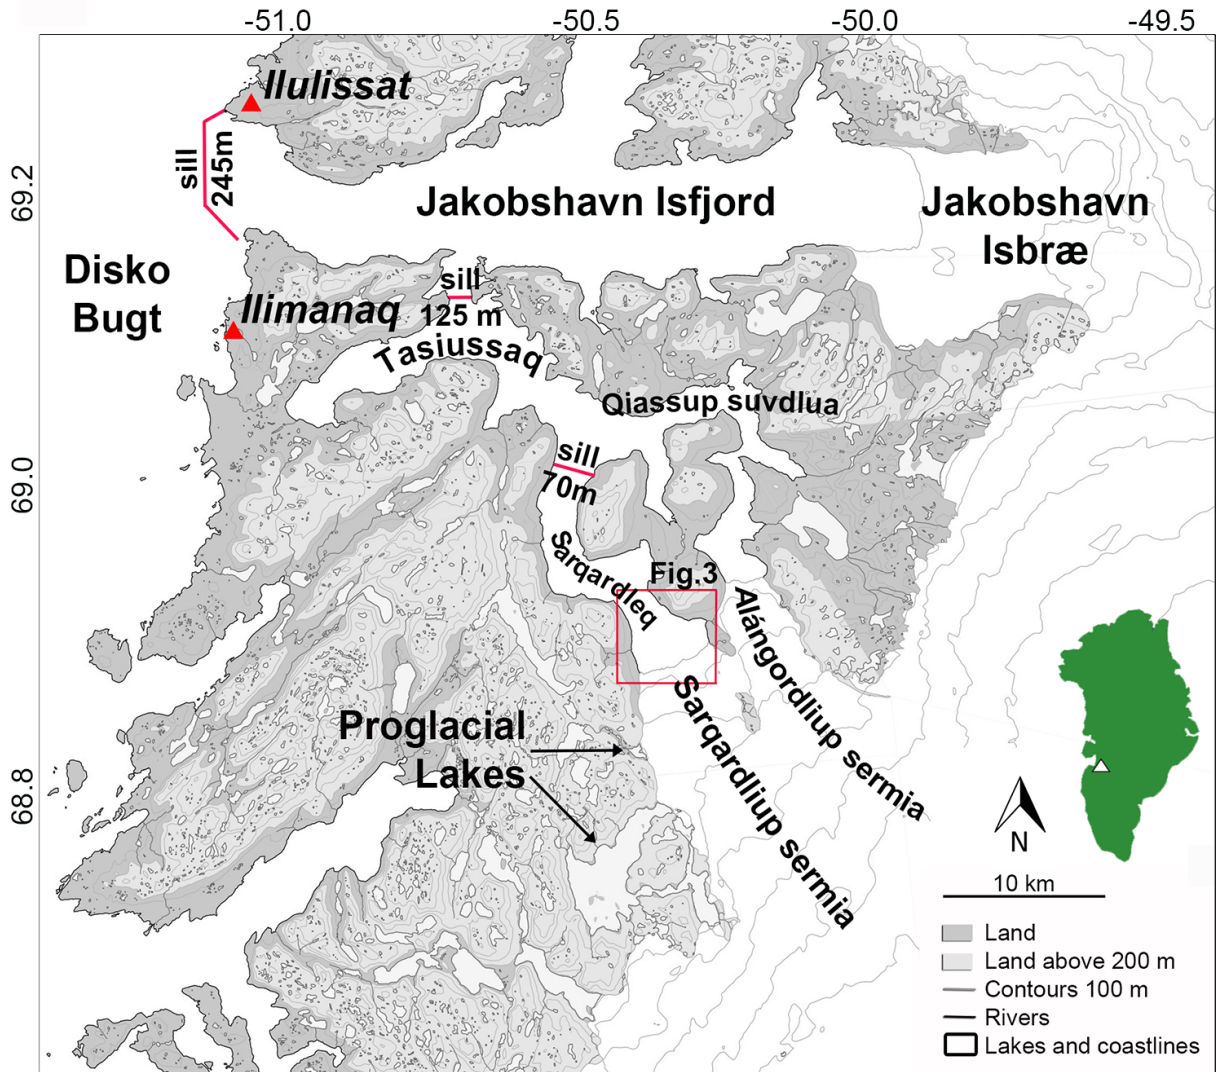 -51.0
-50.5
-50.0
-49.5
69.2
69.0
68.8
Ilulissat
sill
245m
Jakobshavn Isfjord
Jakobshavn
Isbræ
Disko
Bugt
Ilimanaq
sill
125 m
Tasiussaq
Qiassup suvdlua
sill
70m
Sarqardleq
Fig.3
Alángordliup sermia
Sarqardliup sermia
Proglacial
Lakes
N
10 km
Land
Land above 200 m
Contours 100 m
Rivers
Lakes and coastlines